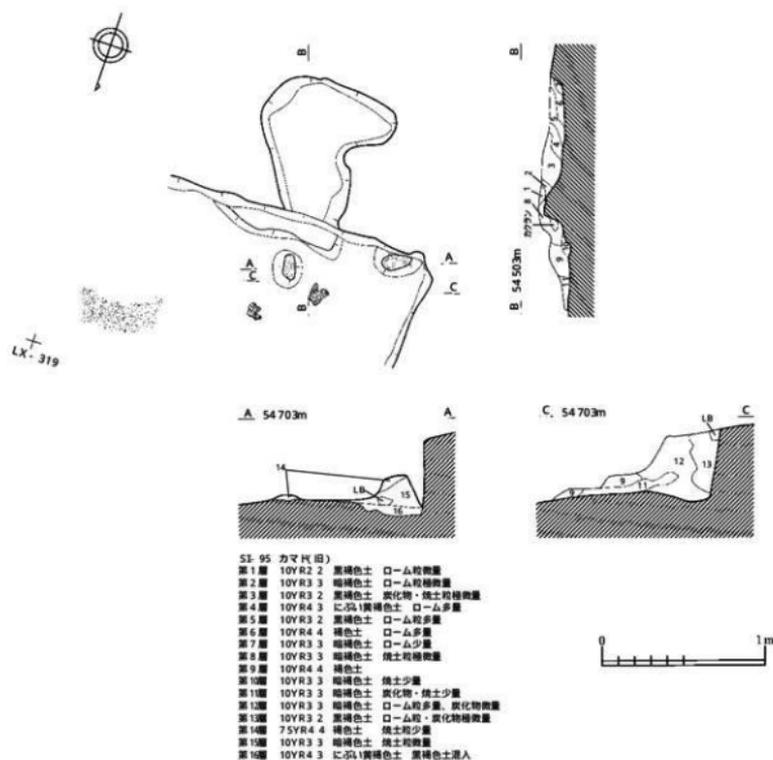 B
B
A
C
A
C
B
LX - 319
B
5
4
3
2
1
8
カクラン
9
B 54 503m
A 54 703m A
14
LB
15
16
C 54 703m C
LB
12
13
9
11
9
SI- 95 カマド(旧)
第1層 10YR2 2 黒褐色土 ローム粒微量
第2層 10YR3 3 暗褐色土 ローム粒極微量
第3層 10YR3 2 黒褐色土 炭化物・焼土粒極微量
第4層 10YR4 3 にぶい黄褐色土 ローム多量
第5層 10YR3 2 黒褐色土 ローム粒多量
第6層 10YR4 4 褐色土 ローム多量
第7層 10YR3 3 暗褐色土 ローム少量
第8層 10YR3 3 暗褐色土 焼土粒極微量
第9層 10YR4 4 褐色土
第10層 10YR3 3 暗褐色土 焼土少量
第11層 10YR3 3 暗褐色土 炭化物・焼土少量
第12層 10YR3 3 暗褐色土 ローム粒多量、炭化物微量
第13層 10YR3 2 黒褐色土 ローム粒・炭化物極微量
第14層 7 5YR4 4 褐色土 焼土粒少量
第15層 10YR3 3 暗褐色土 焼土粒微量
第16層 10YR4 3 にぶい黄褐色土 黒褐色土混入
0 1m